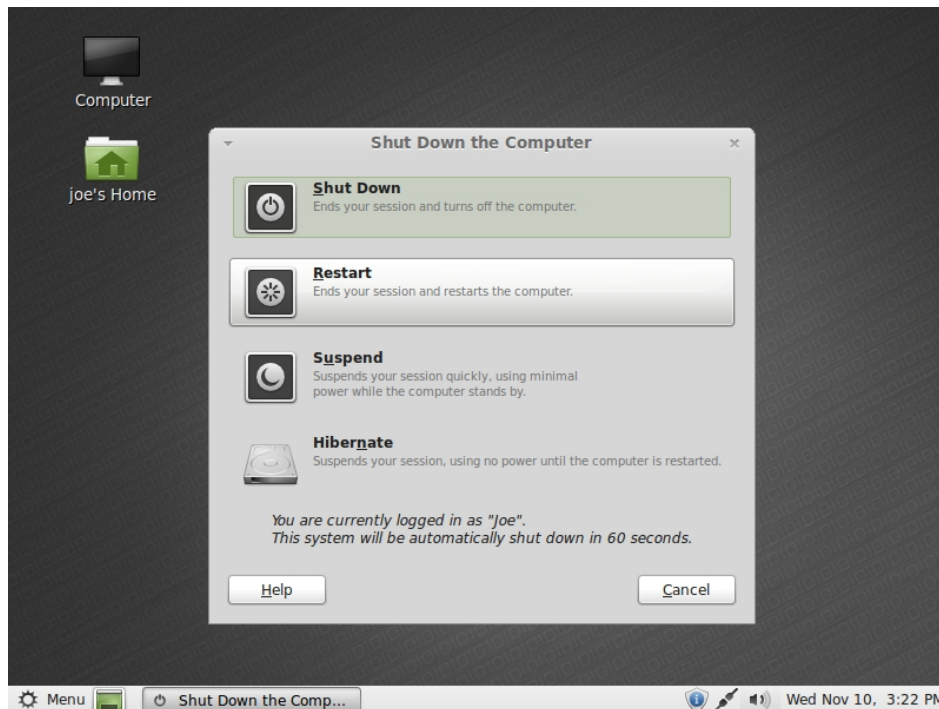 Computer
joe's Home
Shut Down the Computer
Shut Down
Ends your session and turns off the computer.
Restart
Ends your session and restarts the computer.
Suspend
Suspends your session quickly, using minimal
power while the computer stands by.
Hibernate
Suspends your session, using no power until the computer is restarted.
You are currently logged in as "Joe".
This system will be automatically shut down in 60 seconds.
Help
Cancel
Menu
Shut Down the Comp...
Wed Nov 10, 3:22 PM